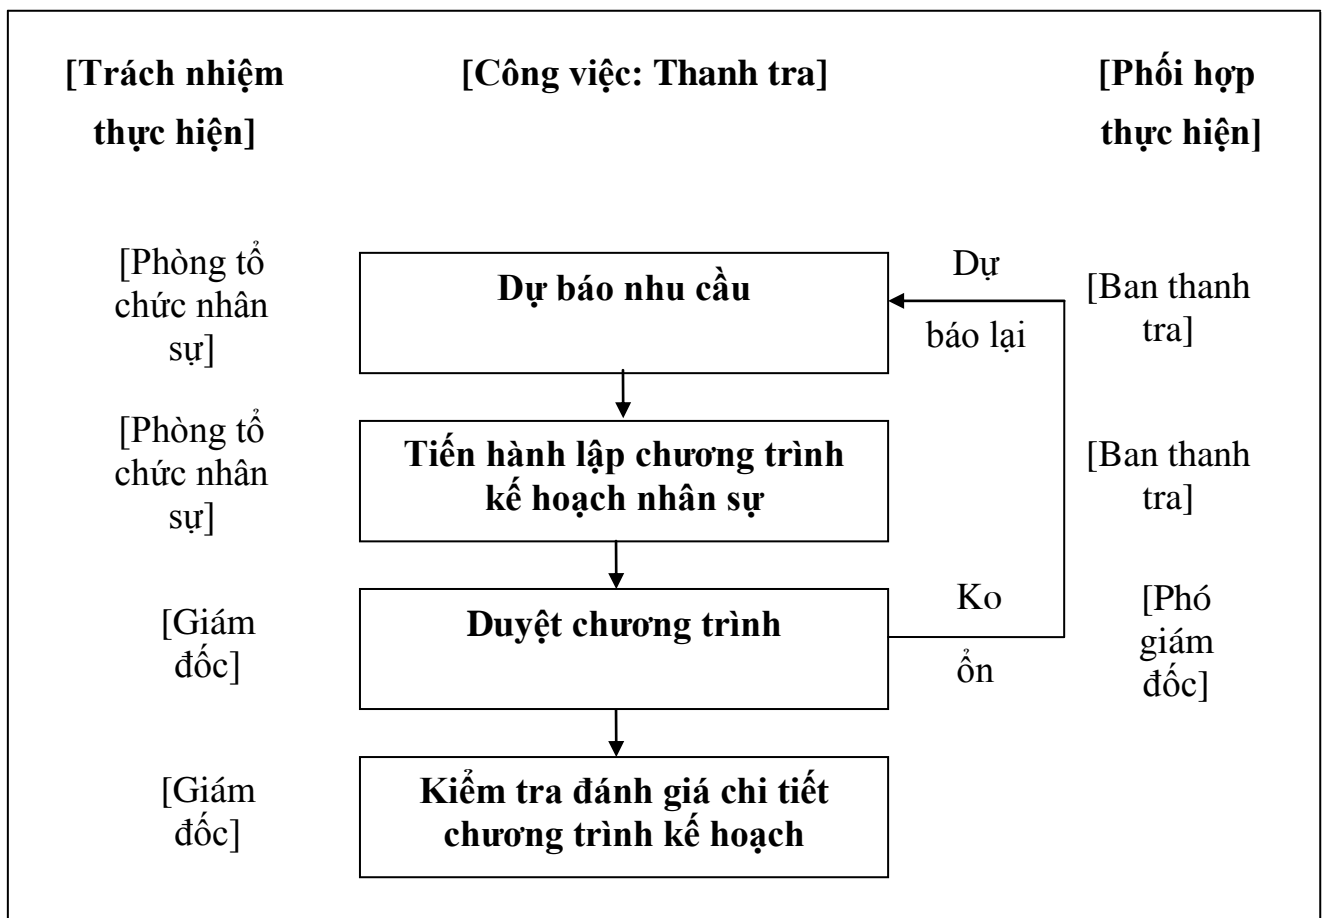 [Trách nhiệm
thực hiện]
[Công việc: Thanh tra]
[Phối hợp
thực hiện]
[Phòng tổ
chức nhân
sự]
Dự báo nhu cầu
Dự
báo lại
[Ban thanh
tra]
[Phòng tổ
chức nhân
sự]
Tiến hành lập chương trình
kế hoạch nhân sự
[Ban thanh
tra]
[Giám
đốc]
Duyệt chương trình
Ko
ổn
[Phó
giám
đốc]
[Giám
đốc]
Kiểm tra đánh giá chi tiết
chương trình kế hoạch